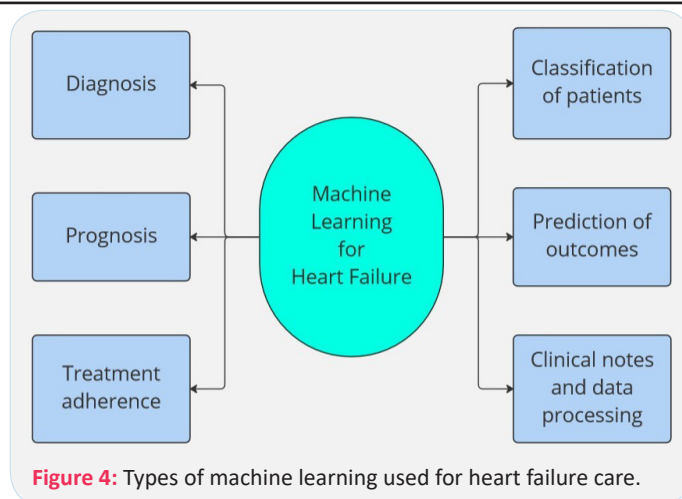 Diagnosis
Prognosis
Treatment
adherence
Machine
Learning
for
Heart Failure
Classification
of patients
Prediction of
outcomes
Clinical notes
and data
processing
Figure 4: Types of machine learning used for heart failure care.